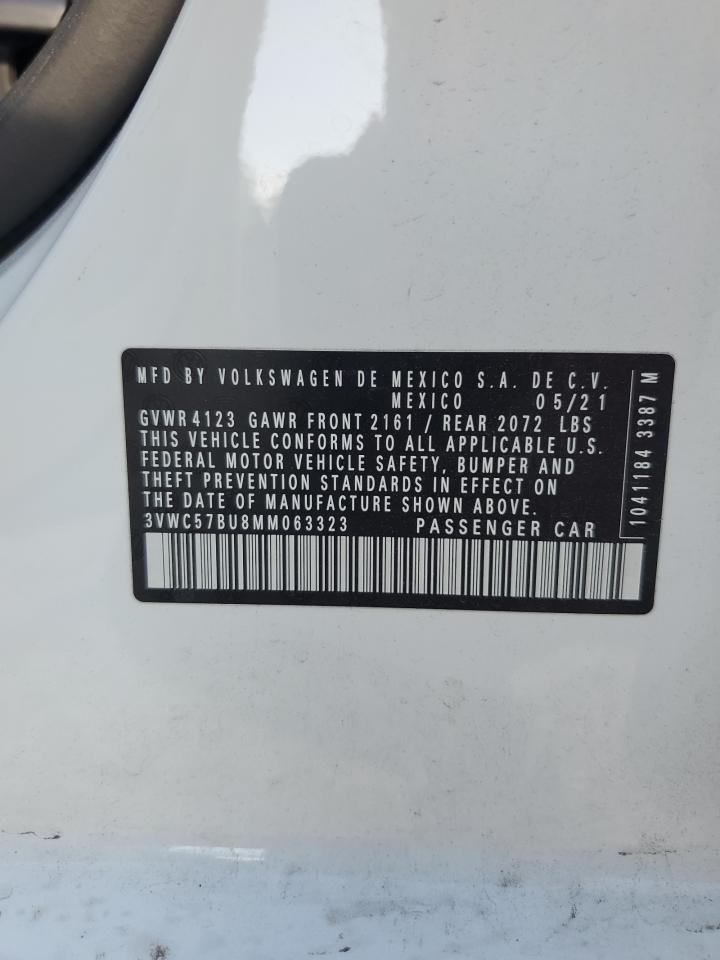 MFD BY VOLKSWAGEN DE MEXICO S.A. DE C.V.
MEXICO 05/21
GVWR 4123 GAWR FRONT 2161 / REAR 2072 LBS
THIS VEHICLE CONFORMS TO ALL APPLICABLE U.S.
FEDERAL MOTOR VEHICLE SAFETY, BUMPER AND
THEFT PREVENTION STANDARDS IN EFFECT ON
THE DATE OF MANUFACTURE SHOWN ABOVE.
3VWC57BU8MM063323 PASSENGER CAR
1041184 3387 M